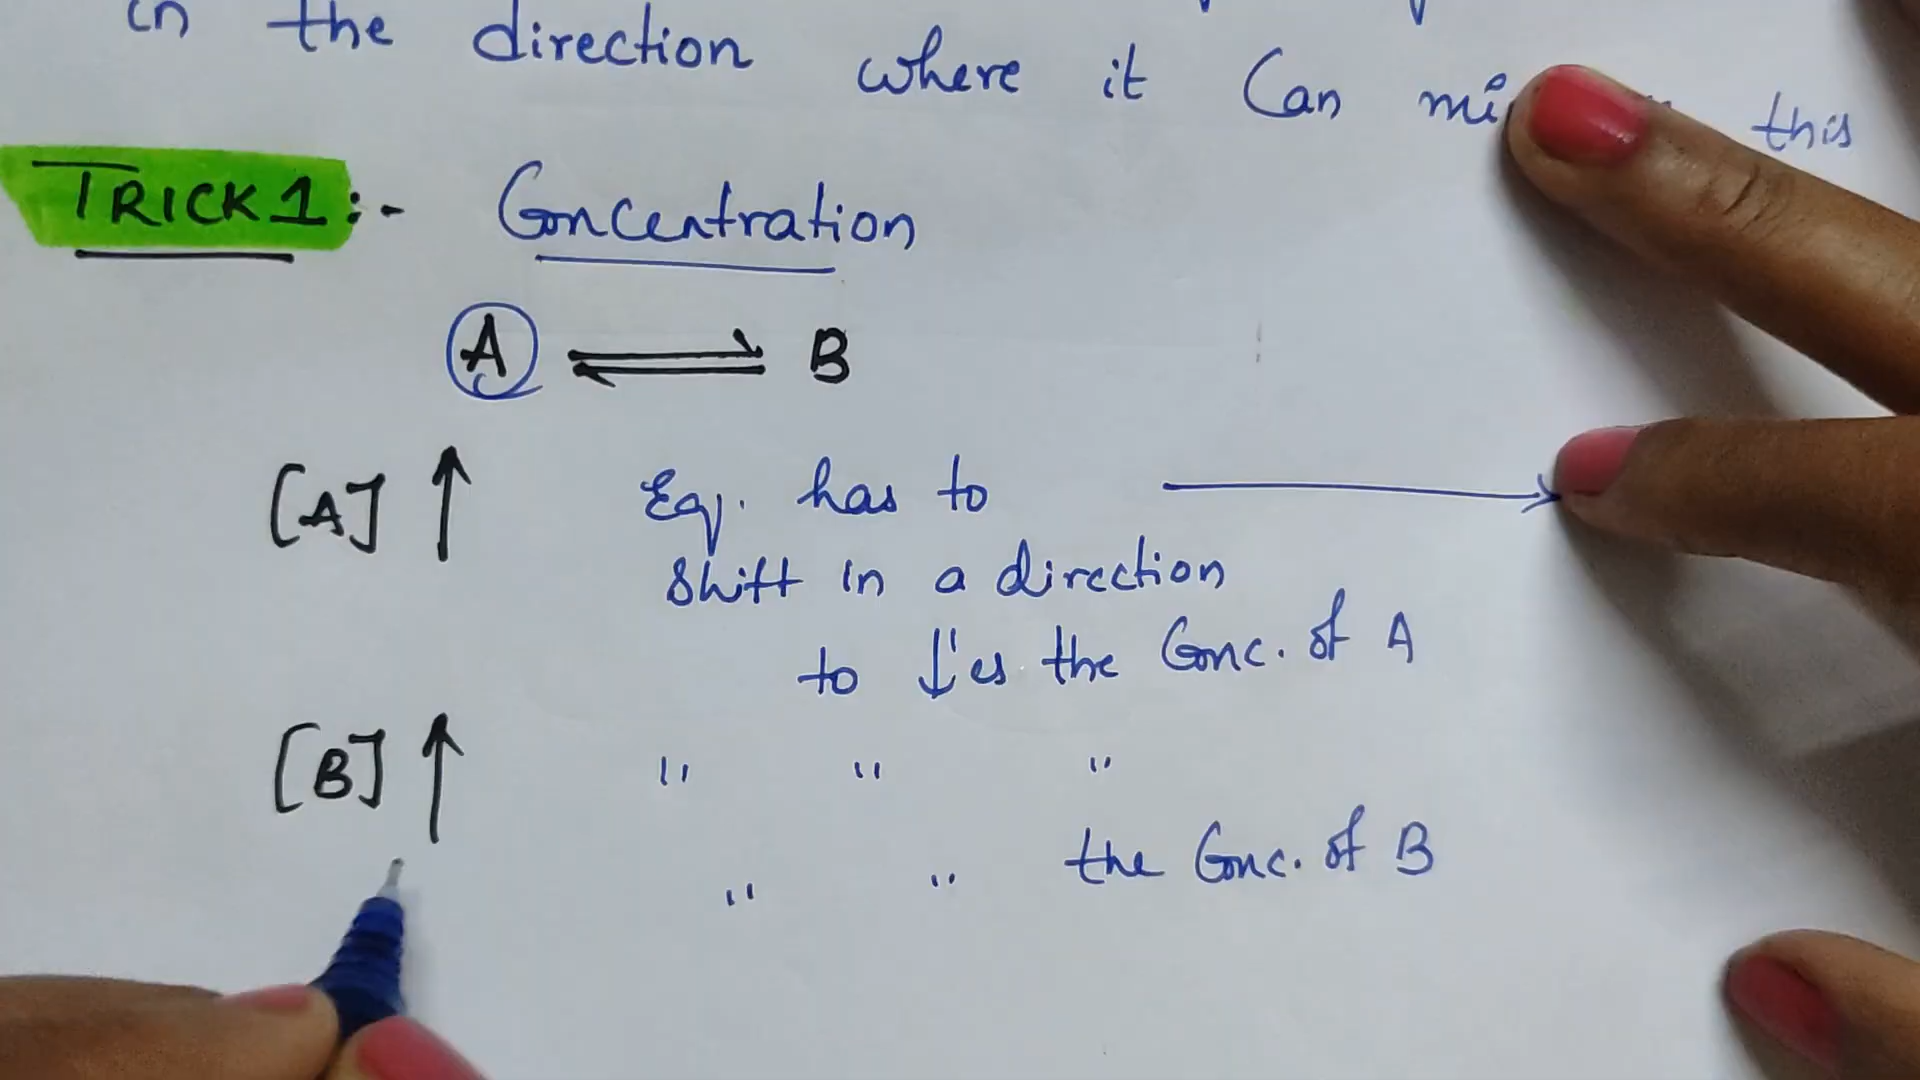 in the direction where it Can this
TRICK 1 :- Concentration
A ⇌ B
[A] ↑ Eq. has to →
shift in a direction
to ↓'es the Conc. of A
[B] ↑ " " "
" " the Conc. of B